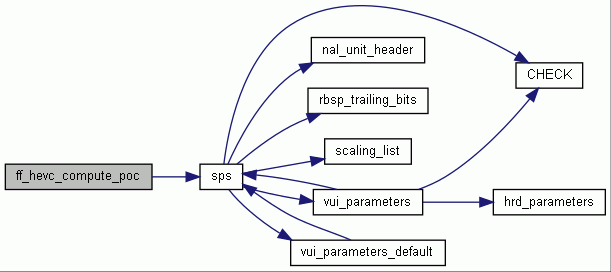 ff_hevc_compute_poc
sps
nal_unit_header
rbsp_trailing_bits
scaling_list
vui_parameters
vui_parameters_default
CHECK
hrd_parameters